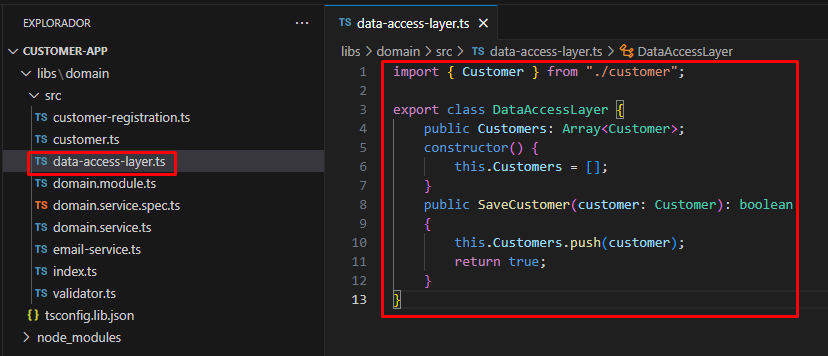 EXPLORADOR
...
CUSTOMER-APP
libs\domain
src
TS customer-registration.ts
TS customer.ts
TS data-access-layer.ts
TS domain.module.ts
TS domain.service.spec.ts
TS domain.service.ts
TS email-service.ts
TS index.ts
TS validator.ts
{} tsconfig.lib.json
node_modules
TS data-access-layer.ts ×
libs > domain > src > TS data-access-layer.ts > DataAccessLayer
1 import { Customer } from "./customer";
2
3 export class DataAccessLayer {
4     public Customers: Array<Customer>;
5     constructor() {
6         this.Customers = [];
7     }
8     public SaveCustomer(customer: Customer): boolean
9     {
10         this.Customers.push(customer);
11         return true;
12     }
13 }